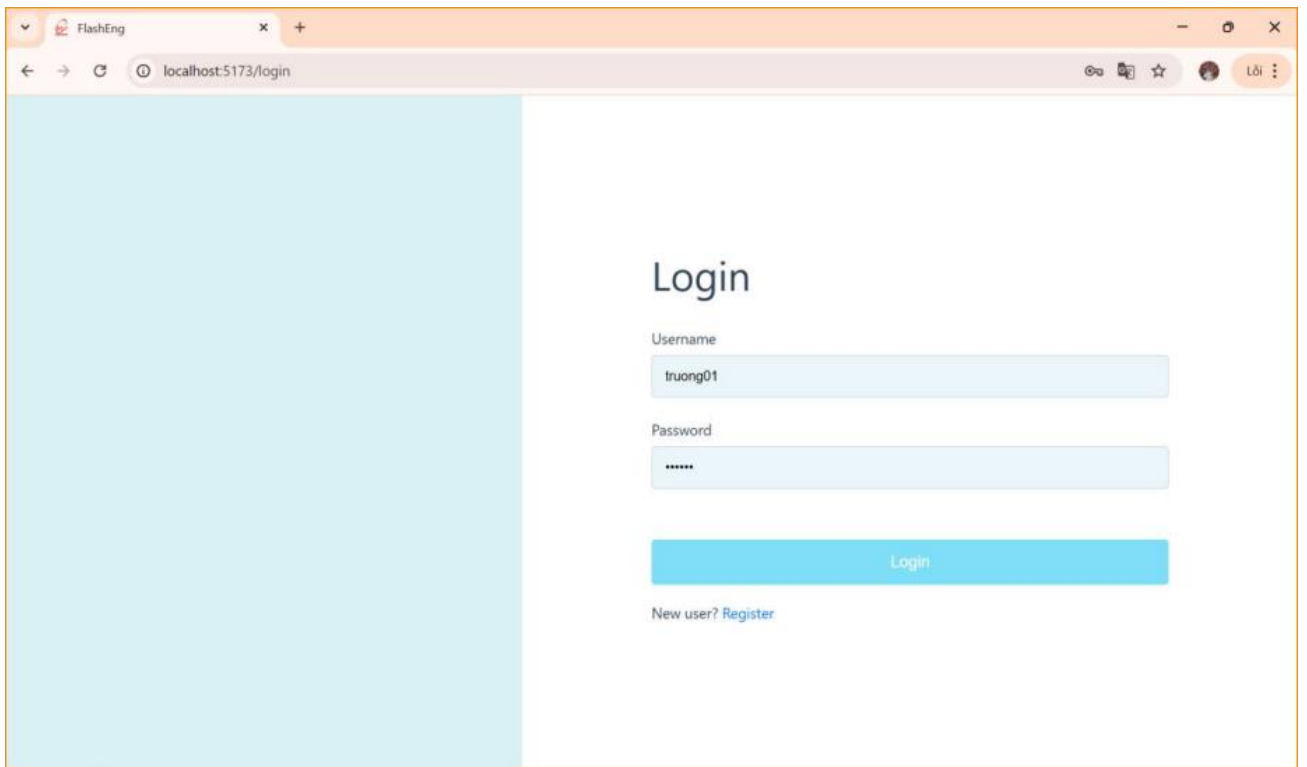 FlashEng
localhost:5173/login
Lỗi
Login
Username
truong01
Password
••••••
Login
New user? Register